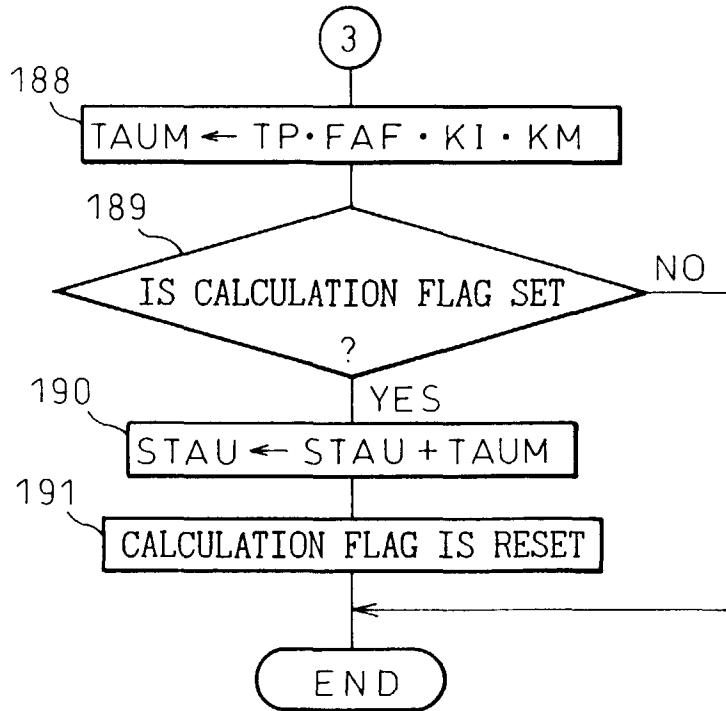 3
188
TAUM ← TP·FAF·KI·KM
189
IS CALCULATION FLAG SET
?
NO
YES
190
STAU ← STAU + TAUM
191
CALCULATION FLAG IS RESET
END